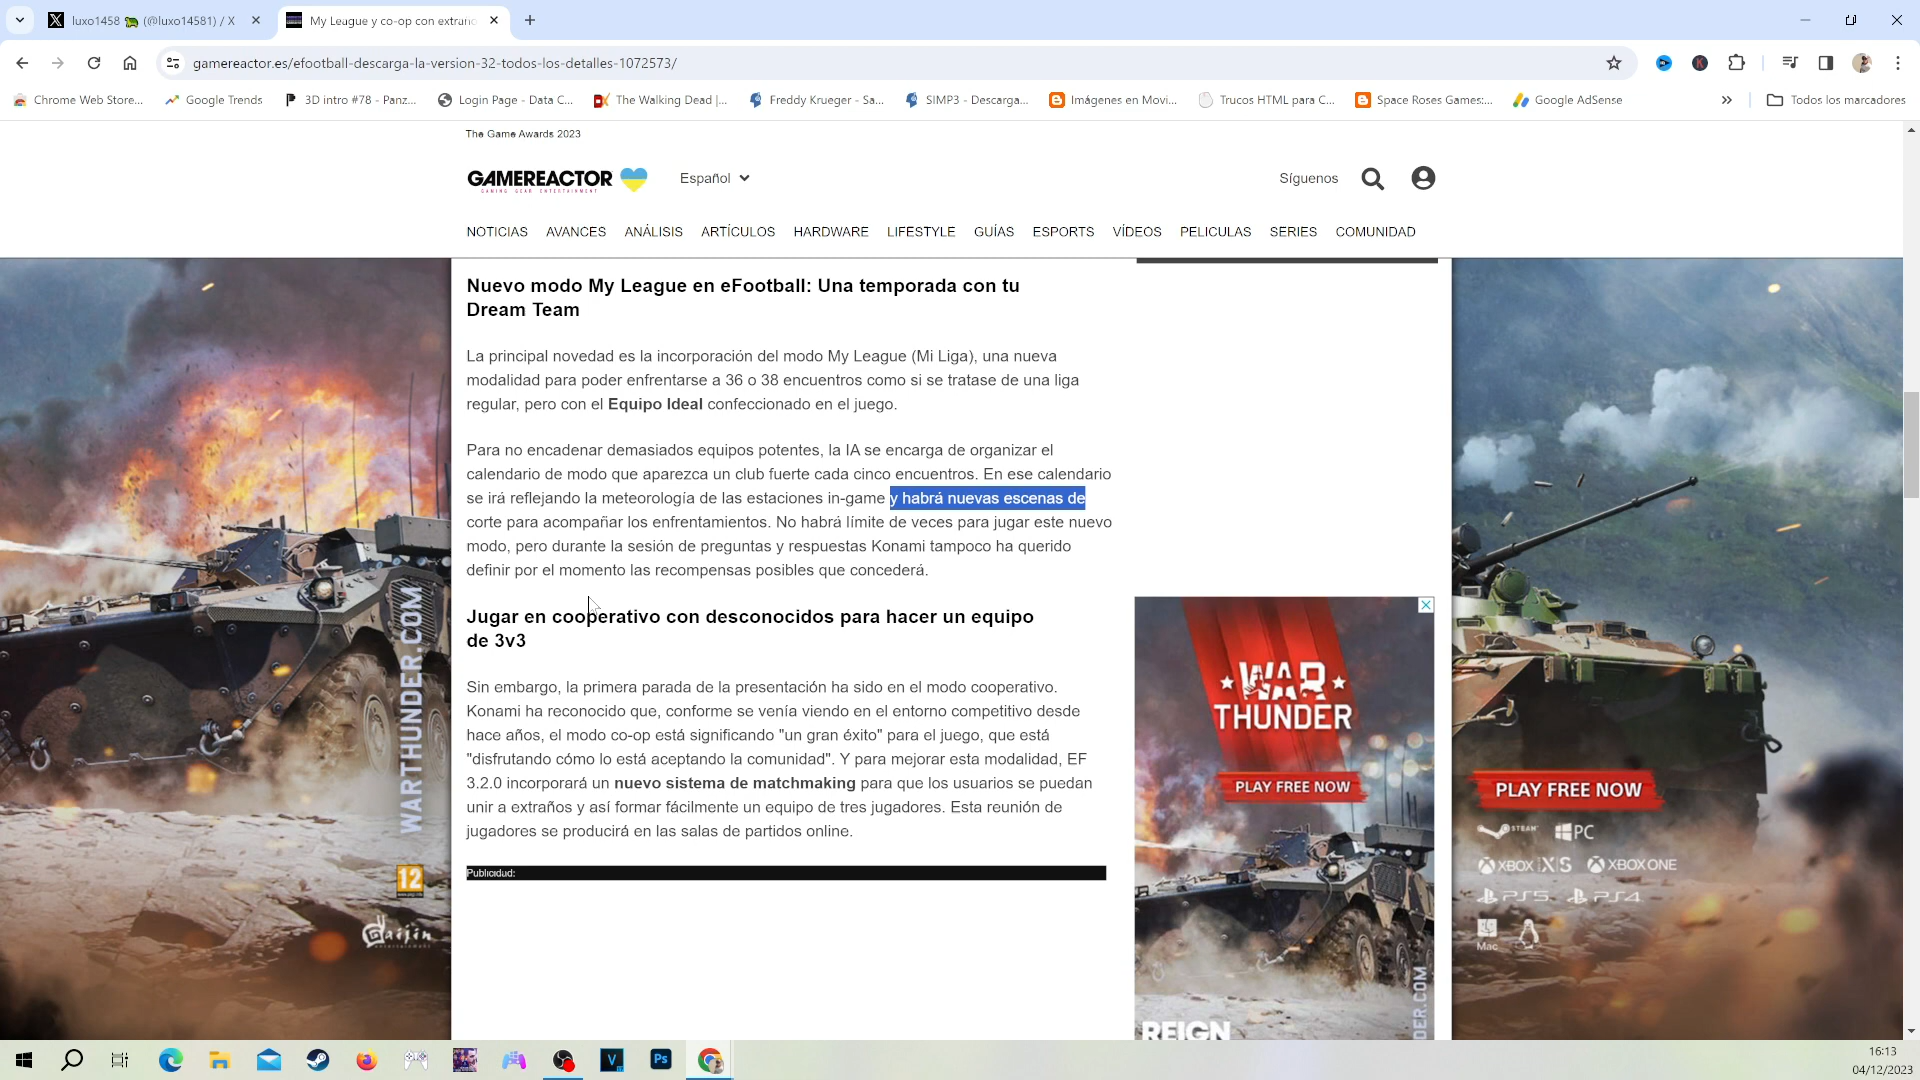 luxo1458 (@luxo14581) / X
My League y co-op con extraño
gamereactor.es/efootball-descarga-la-version-32-todos-los-detalles-1072573/
Chrome Web Store...
Google Trends
3D intro #78 - Panz...
Login Page - Data C...
The Walking Dead |...
Freddy Krueger - Sa...
SIMP3 - Descarga...
Imágenes en Movi...
Trucos HTML para C...
Space Roses Games:...
Google AdSense
Todos los marcadores
The Game Awards 2023
GAMEREACTOR
GAMING GEAR ENTERTAINMENT
Español
Síguenos
NOTICIAS AVANCES ANÁLISIS ARTÍCULOS HARDWARE LIFESTYLE GUÍAS ESPORTS VÍDEOS PELICULAS SERIES COMUNIDAD
Nuevo modo My League en eFootball: Una temporada con tu
Dream Team
La principal novedad es la incorporación del modo My League (Mi Liga), una nueva
modalidad para poder enfrentarse a 36 o 38 encuentros como si se tratase de una liga
regular, pero con el Equipo Ideal confeccionado en el juego.
Para no encadenar demasiados equipos potentes, la IA se encarga de organizar el
calendario de modo que aparezca un club fuerte cada cinco encuentros. En ese calendario
se irá reflejando la meteorología de las estaciones in-game y habrá nuevas escenas de
corte para acompañar los enfrentamientos. No habrá límite de veces para jugar este nuevo
modo, pero durante la sesión de preguntas y respuestas Konami tampoco ha querido
definir por el momento las recompensas posibles que concederá.
Jugar en cooperativo con desconocidos para hacer un equipo
de 3v3
Sin embargo, la primera parada de la presentación ha sido en el modo cooperativo.
Konami ha reconocido que, conforme se venía viendo en el entorno competitivo desde
hace años, el modo co-op está significando "un gran éxito" para el juego, que está
"disfrutando cómo lo está aceptando la comunidad". Y para mejorar esta modalidad, EF
3.2.0 incorporará un nuevo sistema de matchmaking para que los usuarios se puedan
unir a extraños y así formar fácilmente un equipo de tres jugadores. Esta reunión de
jugadores se producirá en las salas de partidos online.
Publicidad:
WARTHUNDER.COM
12
Gaijin
WAR
THUNDER
PLAY FREE NOW
REIGN
DER.COM
PLAY FREE NOW
STEAM PC
XBOX SERIES X|S XBOX ONE
PS5 PS4
Mac
V
Ps
16:13
04/12/2023